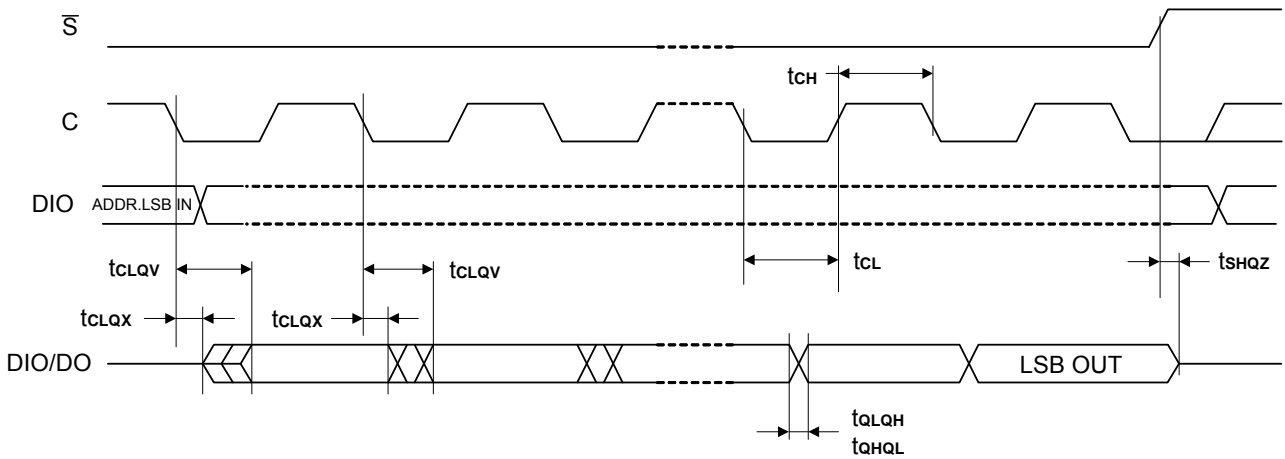 S̅
tCH
C
DIO ADDR.LSB IN
tCLQV tCLQV tCL tSHQZ
tCLQX tCLQX
DIO/DO LSB OUT
tQLQH
tQHQL